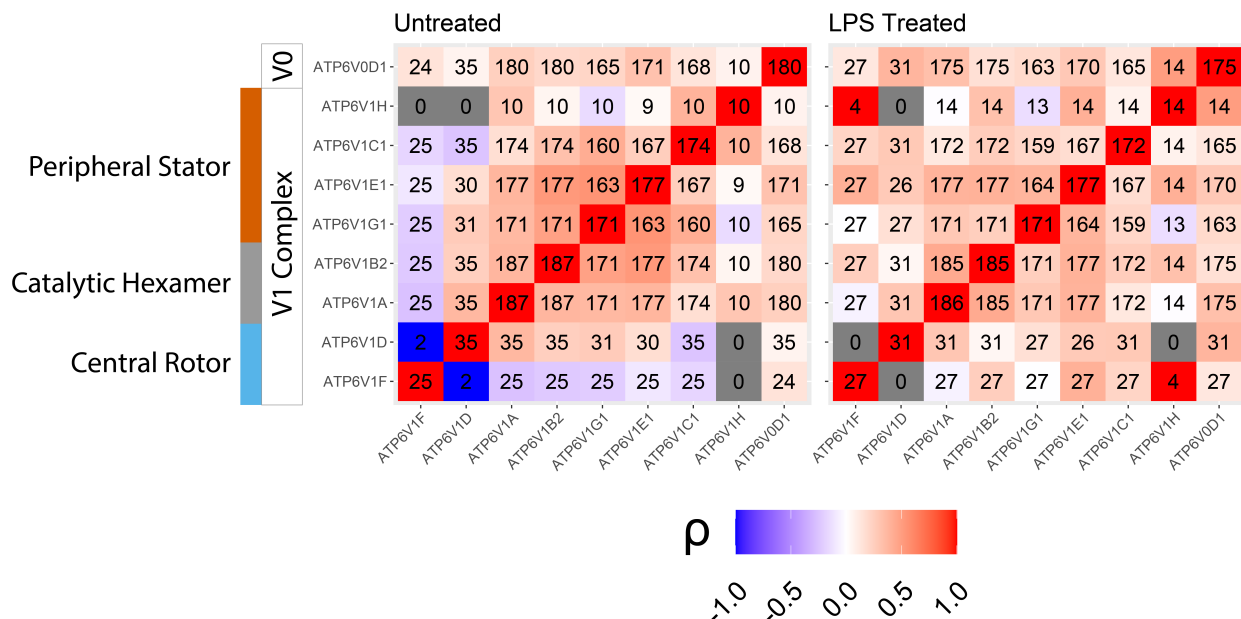 Untreated
LPS Treated
V0
V1 Complex
Peripheral Stator
Catalytic Hexamer
Central Rotor
ATP6V0D1 24 35 180 180 165 171 168 10 180 27 31 175 175 163 170 165 14 175
ATP6V1H 0 0 10 10 10 9 10 10 10 4 0 14 14 13 14 14 14 14
ATP6V1C1 25 35 174 174 160 167 174 10 168 27 31 172 172 159 167 172 14 165
ATP6V1E1 25 30 177 177 163 177 167 9 171 27 26 177 177 164 177 167 14 170
ATP6V1G1 25 31 171 171 171 163 160 10 165 27 27 171 171 171 164 159 13 163
ATP6V1B2 25 35 187 187 171 177 174 10 180 27 31 185 185 171 177 172 14 175
ATP6V1A 25 35 187 187 171 177 174 10 180 27 31 186 185 171 177 172 14 175
ATP6V1D 2 35 35 35 31 30 35 0 35 0 31 31 31 27 26 31 0 31
ATP6V1F 25 2 25 25 25 25 25 0 24 27 0 27 27 27 27 27 4 27
ATP6V1F ATP6V1D ATP6V1A ATP6V1B2 ATP6V1G1 ATP6V1E1 ATP6V1C1 ATP6V1H ATP6V0D1 ATP6V1F ATP6V1D ATP6V1A ATP6V1B2 ATP6V1G1 ATP6V1E1 ATP6V1C1 ATP6V1H ATP6V0D1
ρ
-1.0 -0.5 0.0 0.5 1.0